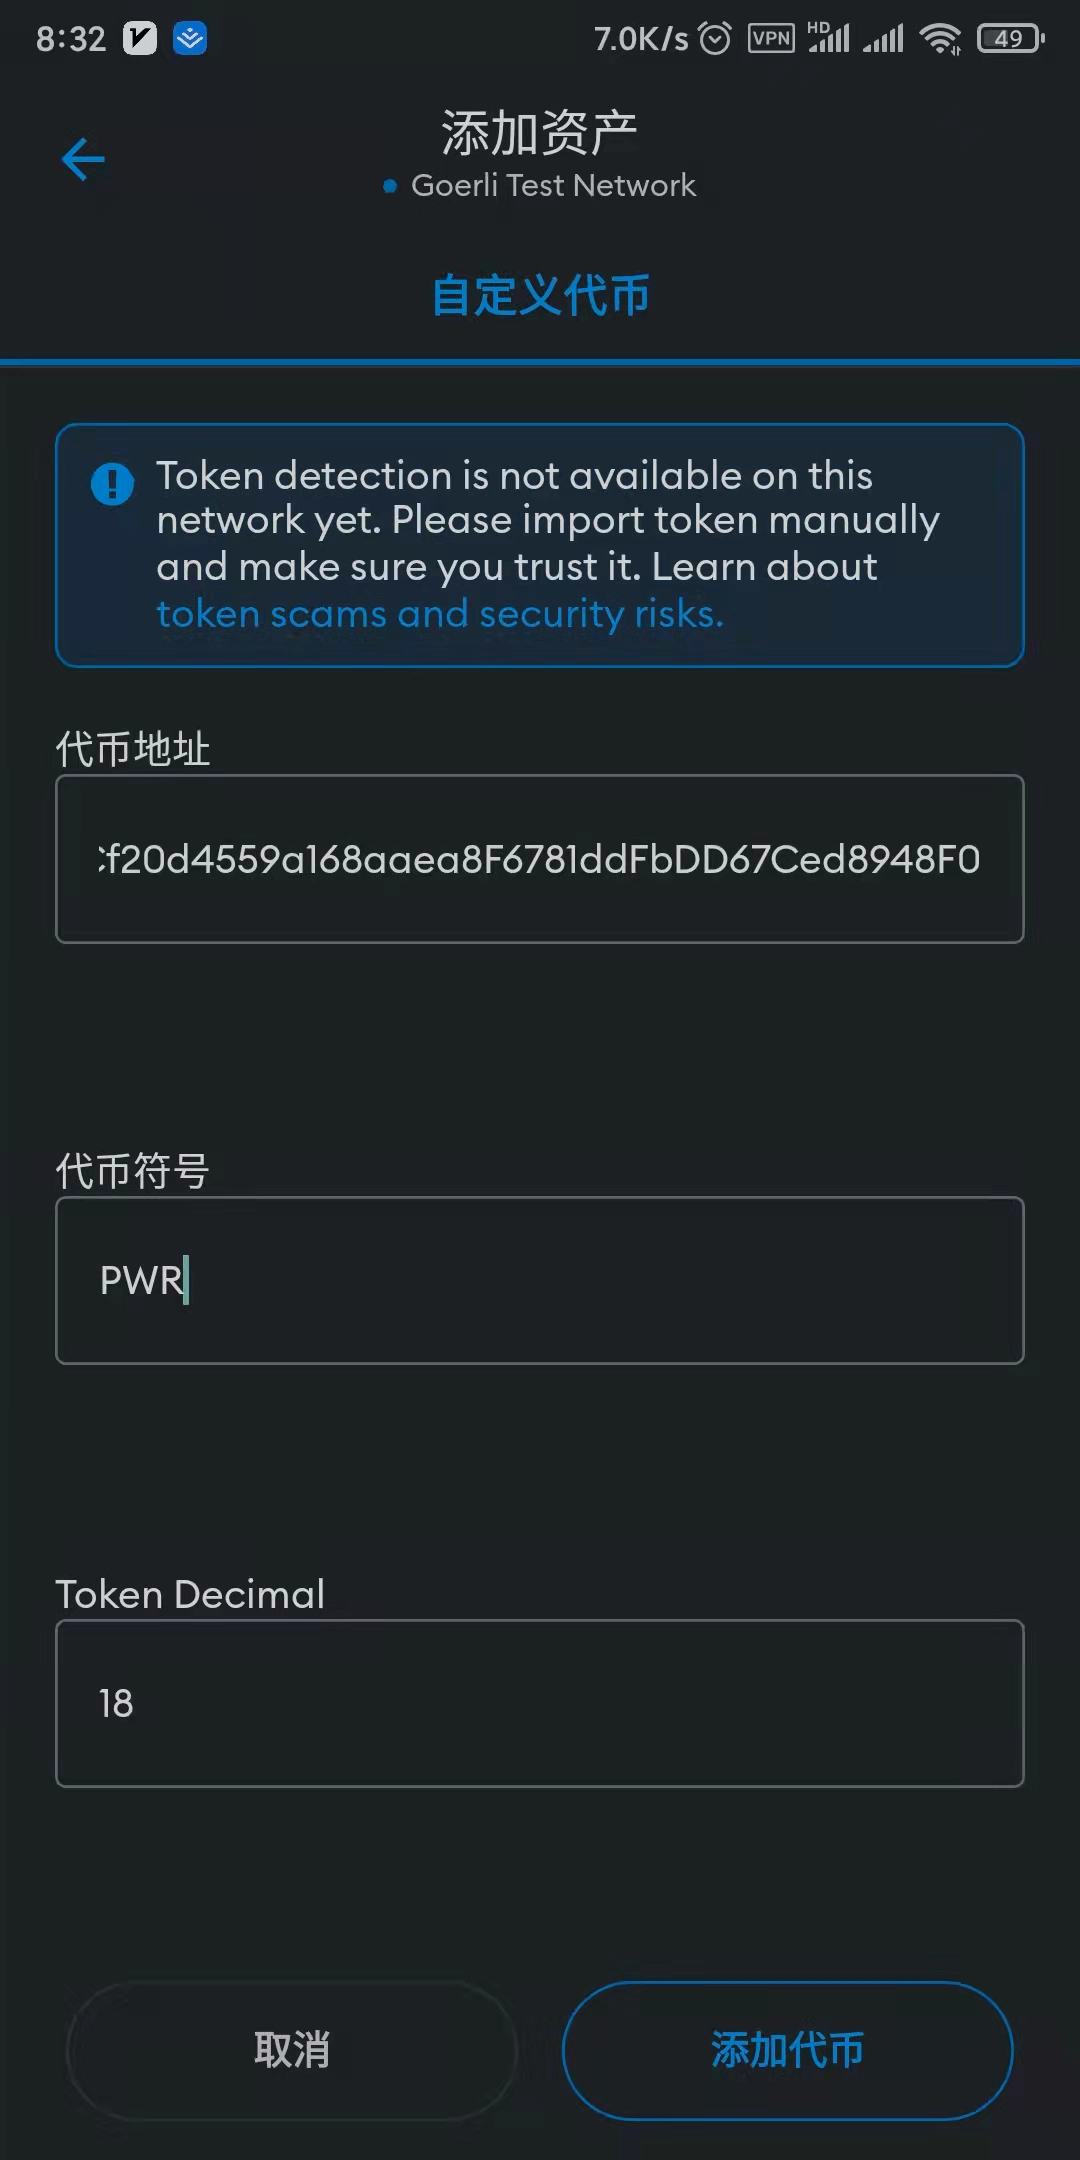 8:32
7.0K/s VPN HD 49
添加资产
Goerli Test Network
自定义代币
Token detection is not available on this
network yet. Please import token manually
and make sure you trust it. Learn about
token scams and security risks.
代币地址
f20d4559a168aaea8F6781ddFbDD67Ced8948F0
代币符号
PWR
Token Decimal
18
取消
添加代币